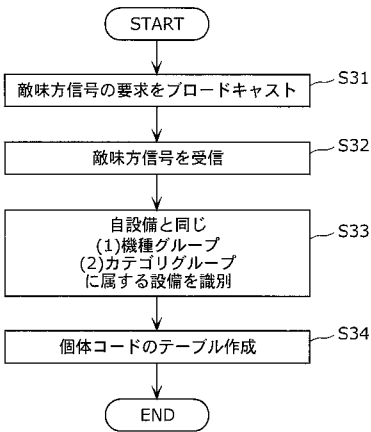 START
敵味方信号の要求をブロードキャスト
S31
敵味方信号を受信
S32
自設備と同じ
(1)機種グループ
(2)カテゴリグループ
に属する設備を識別
S33
個体コードのテーブル作成
S34
END